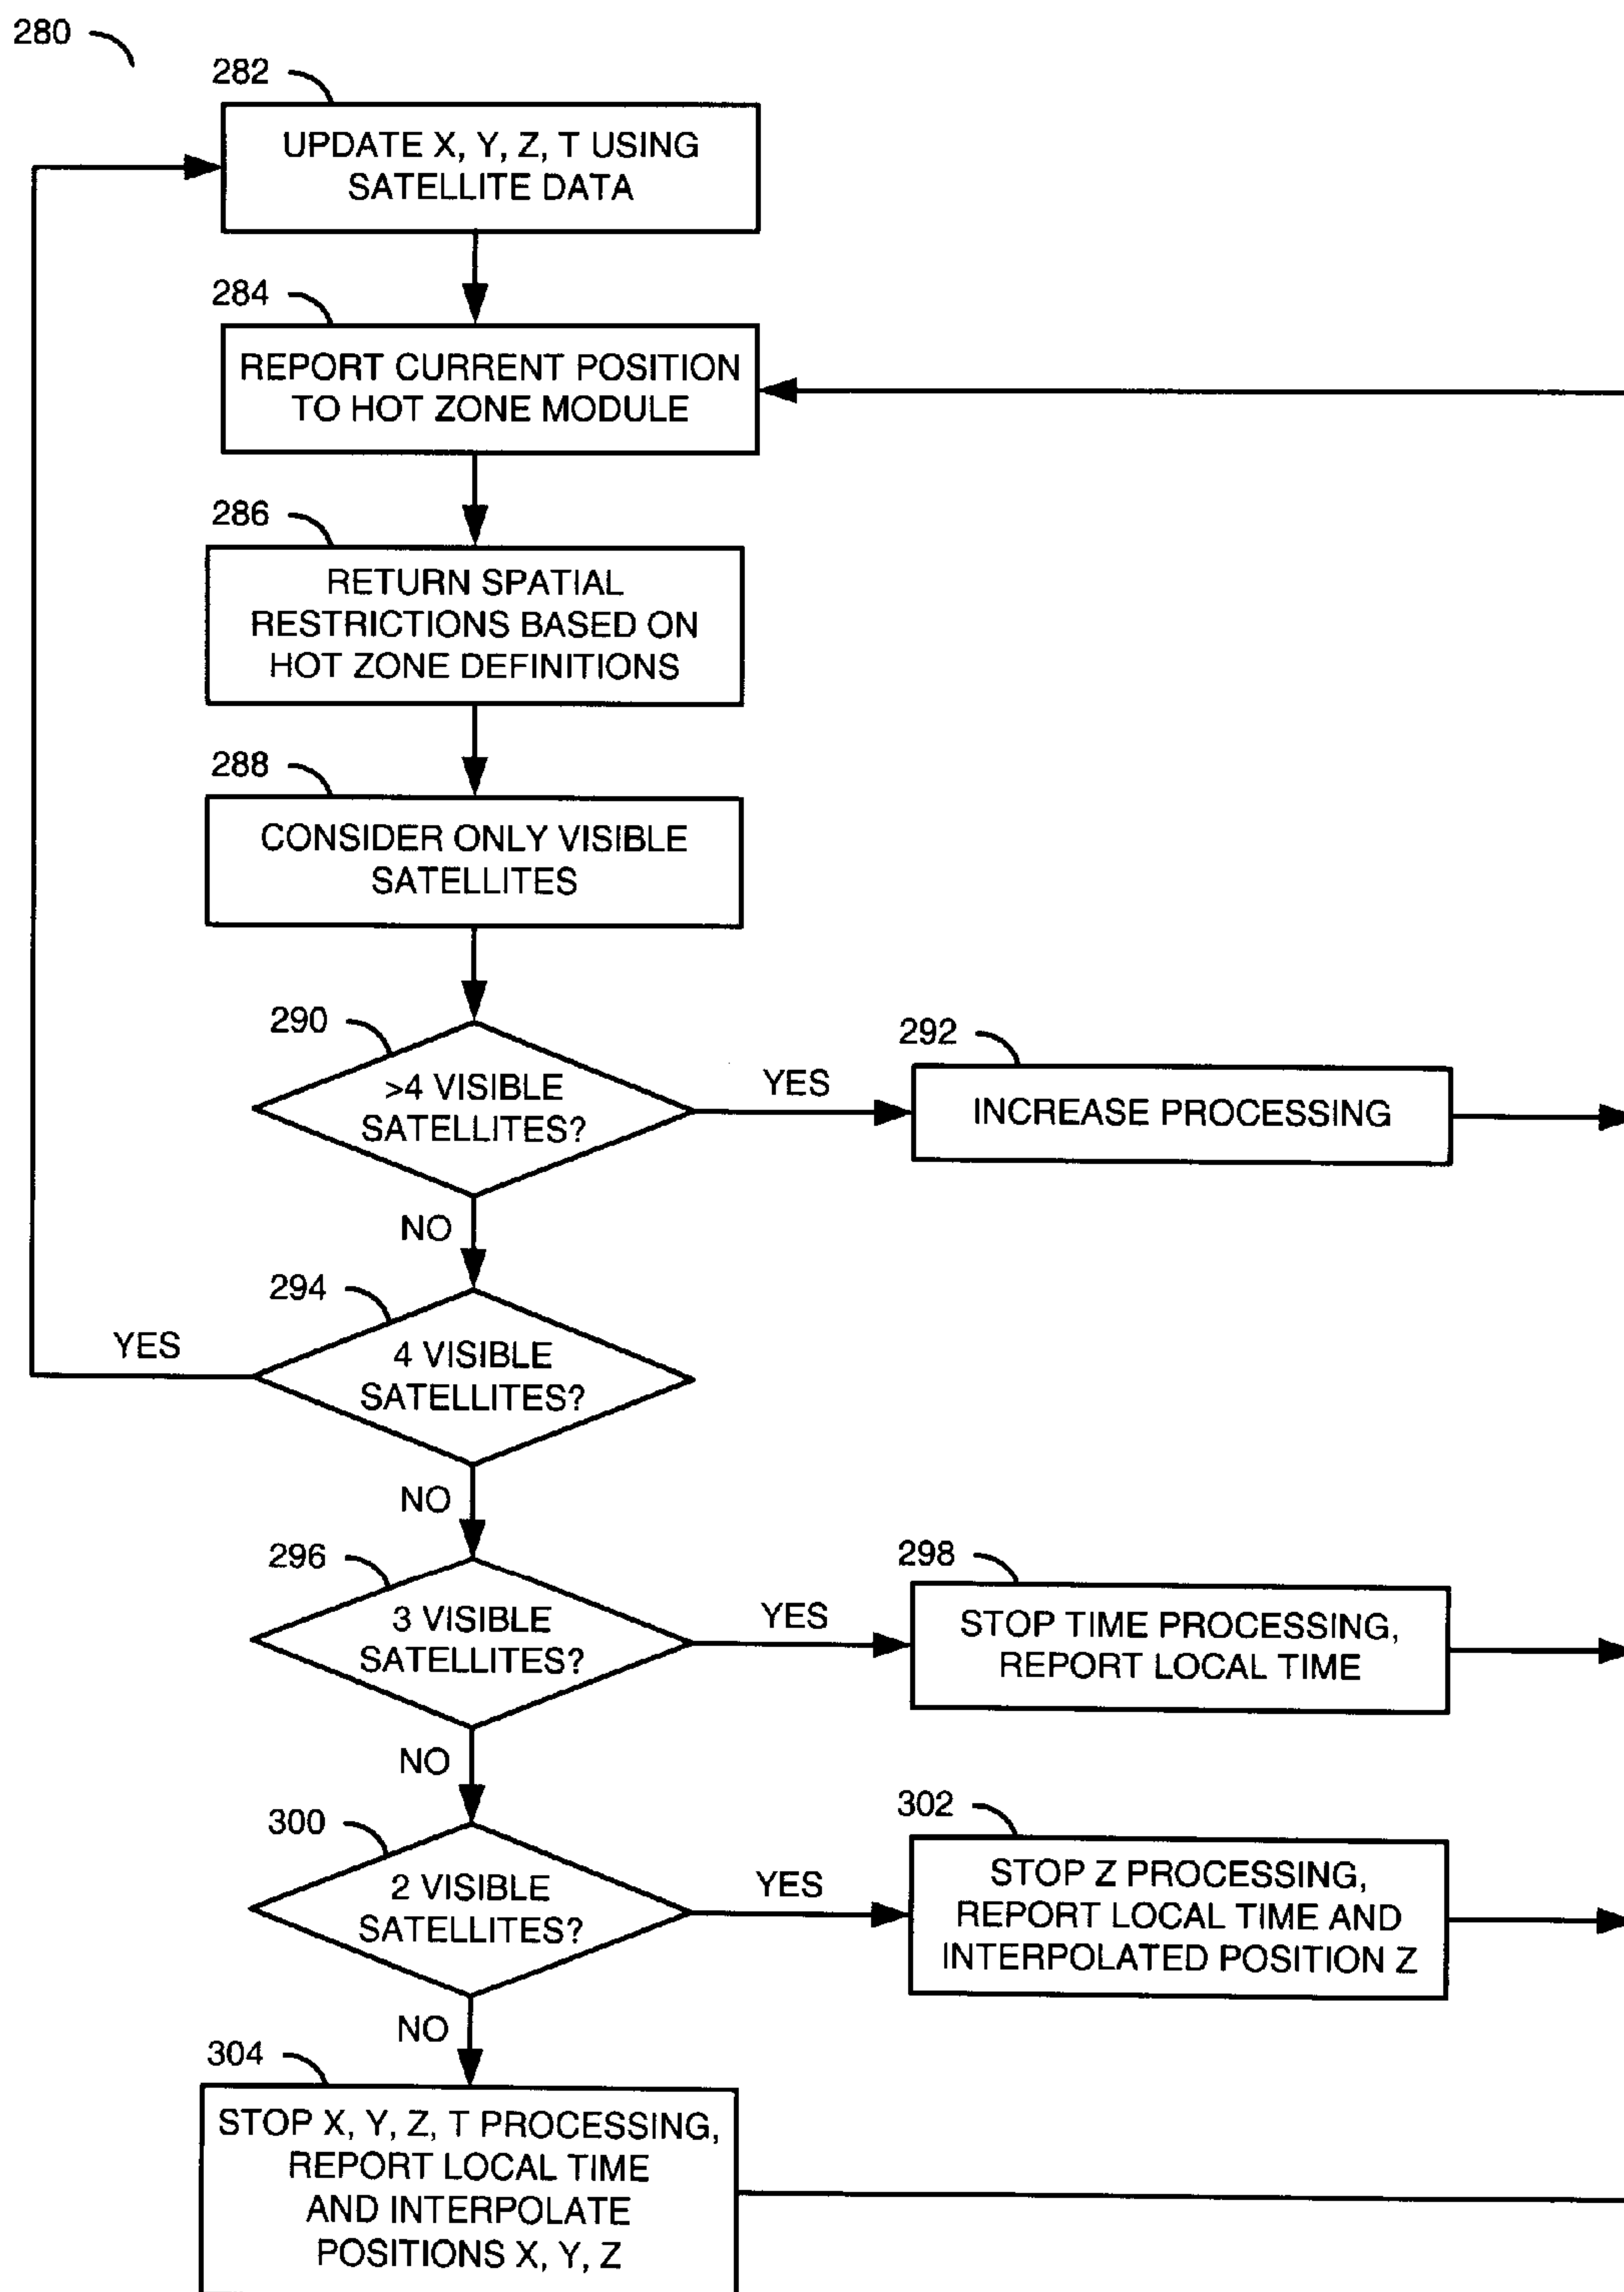 280
282
UPDATE X, Y, Z, T USING
SATELLITE DATA
284
REPORT CURRENT POSITION
TO HOT ZONE MODULE
286
RETURN SPATIAL
RESTRICTIONS BASED ON
HOT ZONE DEFINITIONS
288
CONSIDER ONLY VISIBLE
SATELLITES
290
>4 VISIBLE
SATELLITES?
YES
292
INCREASE PROCESSING
NO
294
4 VISIBLE
SATELLITES?
YES
NO
296
3 VISIBLE
SATELLITES?
YES
298
STOP TIME PROCESSING,
REPORT LOCAL TIME
NO
300
2 VISIBLE
SATELLITES?
YES
302
STOP Z PROCESSING,
REPORT LOCAL TIME AND
INTERPOLATED POSITION Z
NO
304
STOP X, Y, Z, T PROCESSING,
REPORT LOCAL TIME
AND INTERPOLATE
POSITIONS X, Y, Z